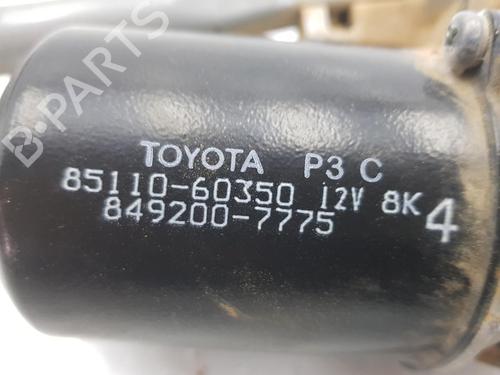 B-PARTS
TOYOTA P3 C
85110-60350 12V 8K 4
849200-7775